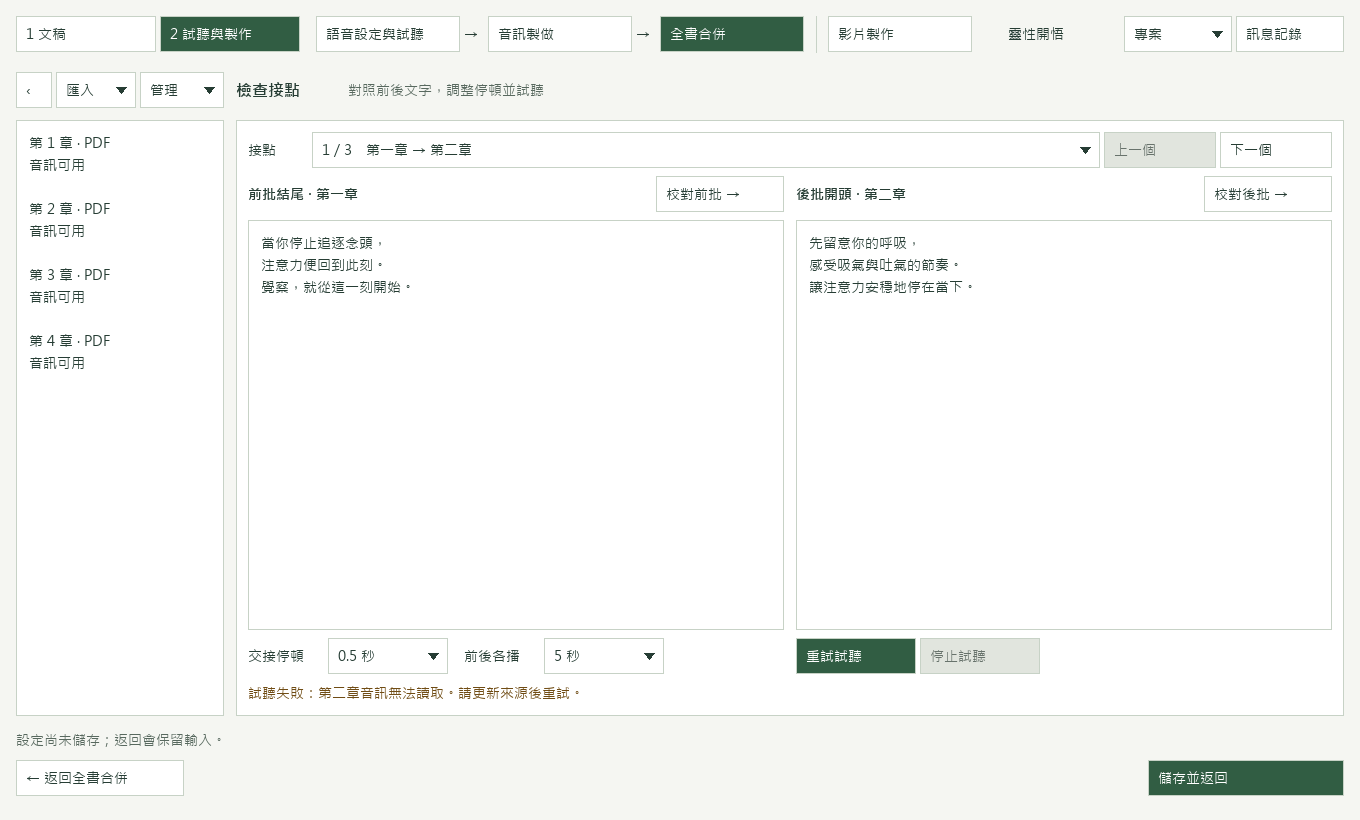 1 文稿
2 試聽與製作
語音設定與試聽
→
音訊製做
→
全書合併
影片製作
靈性開悟
專案
訊息記錄
‹
匯入
管理
檢查接點
對照前後文字，調整停頓並試聽
第 1 章 · PDF
音訊可用
第 2 章 · PDF
音訊可用
第 3 章 · PDF
音訊可用
第 4 章 · PDF
音訊可用
接點
1 / 3　第一章 → 第二章
上一個
下一個
前批結尾 · 第一章
校對前批 →
後批開頭 · 第二章
校對後批 →
當你停止追逐念頭，
注意力便回到此刻。
覺察，就從這一刻開始。
先留意你的呼吸，
感受吸氣與吐氣的節奏。
讓注意力安穩地停在當下。
交接停頓
0.5 秒
前後各播
5 秒
重試試聽
停止試聽
試聽失敗：第二章音訊無法讀取。請更新來源後重試。
設定尚未儲存；返回會保留輸入。
← 返回全書合併
儲存並返回